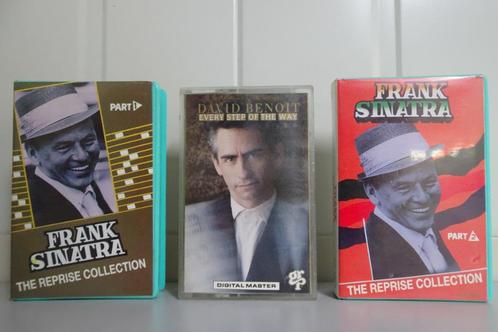 PART 1
FRANK
SINATRA
THE REPRISE COLLECTION
DAVID BENOIT
EVERY STEP OF THE WAY
DIGITAL MASTER
GRP
FRANK
SINATRA
PART 2
THE REPRISE COLLECTION